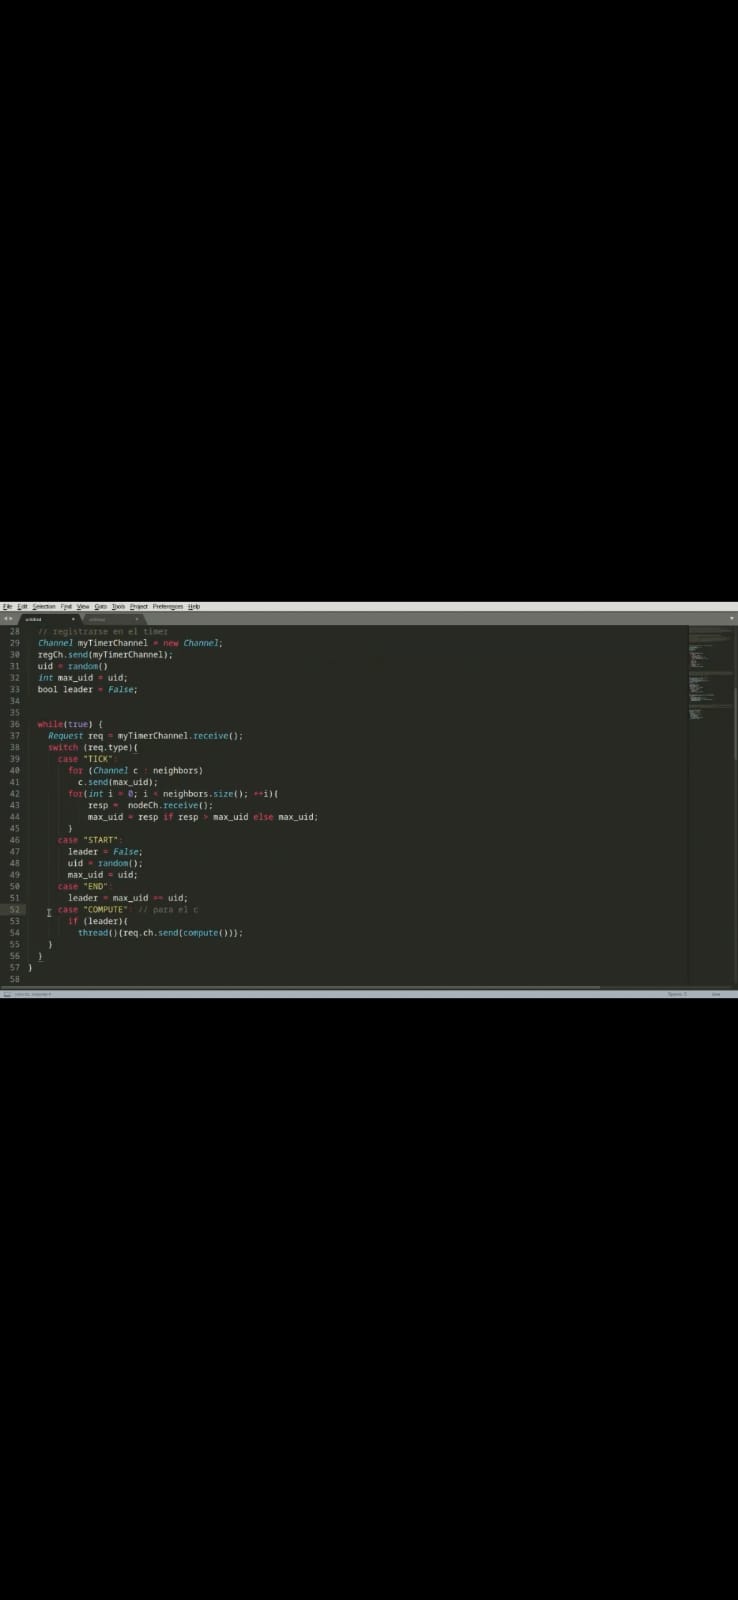 File Edit Selection Find View Goto Tools Project Preferences Help
untitled
untitled
28 // registrarse en el timer
29 Channel myTimerChannel = new Channel;
30 regCh.send(myTimerChannel);
31 uid = random()
32 int max_uid = uid;
33 bool leader = False;
34
35
36 while(true) {
37 Request req = myTimerChannel.receive();
38 switch (req.type){
39 case "TICK":
40 for (Channel c : neighbors)
41 c.send(max_uid);
42 for(int i = 0; i < neighbors.size(); ++i){
43 resp = nodeCh.receive();
44 max_uid = resp if resp > max_uid else max_uid;
45 }
46 case "START":
47 leader = False;
48 uid = random();
49 max_uid = uid;
50 case "END":
51 leader = max_uid == uid;
52 case "COMPUTE": // para el c
53 if (leader){
54 thread(){req.ch.send(compute())};
55 }
56 }
57 }
58